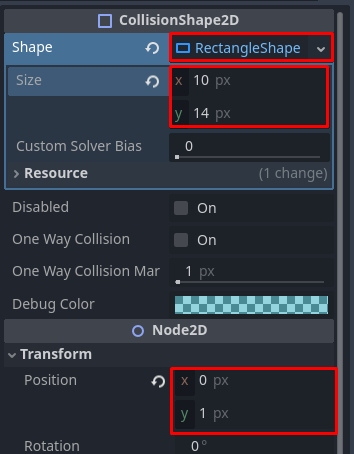 CollisionShape2D
Shape RectangleShape
Size x 10 px
y 14 px
Custom Solver Bias 0
Resource (1 change)
Disabled On
One Way Collision On
One Way Collision Mar 1 px
Debug Color
Node2D
Transform
Position x 0 px
y 1 px
Rotation 0 °